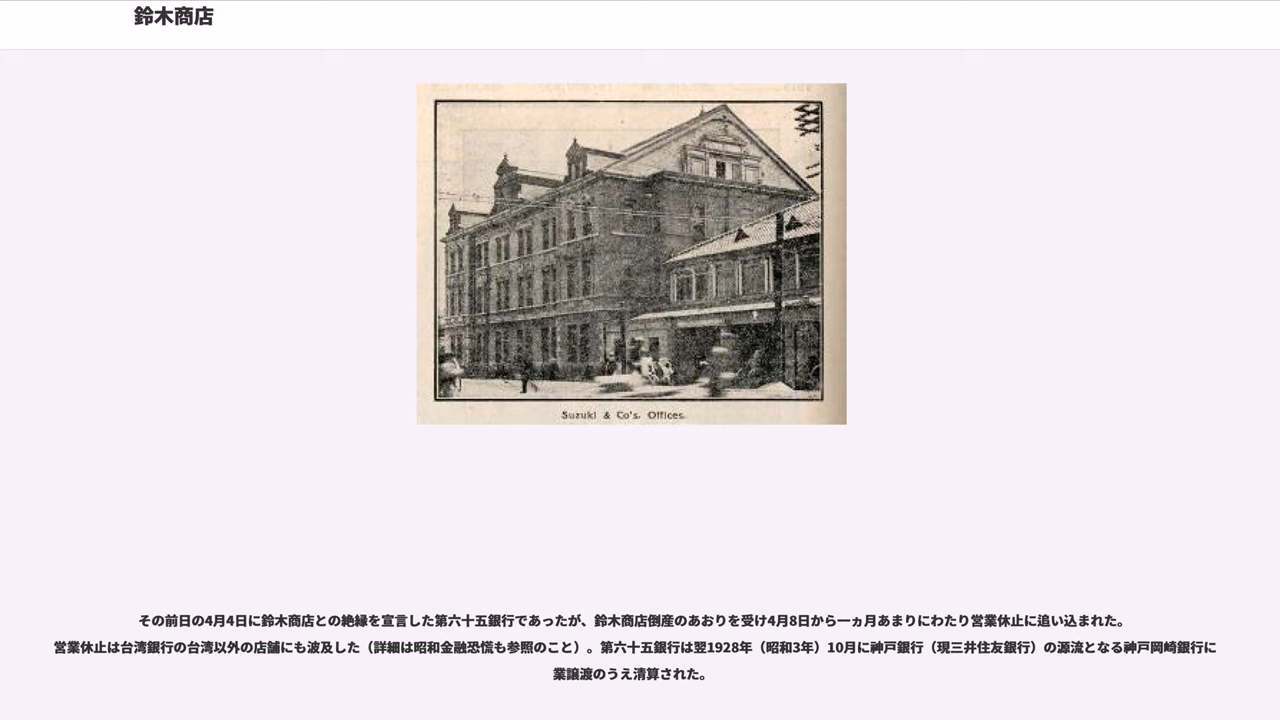 鈴木商店
Suzuki & Co's. Offices.
その前日の4月4日に鈴木商店との絶縁を宣言した第六十五銀行であったが、鈴木商店倒産のあおりを受け4月8日から一ヵ月あまりにわたり営業休止に追い込まれた。
営業休止は台湾銀行の台湾以外の店舗にも波及した（詳細は昭和金融恐慌も参照のこと）。第六十五銀行は翌1928年（昭和3年）10月に神戸銀行（現三井住友銀行）の源流となる神戸岡崎銀行に
業譲渡のうえ清算された。